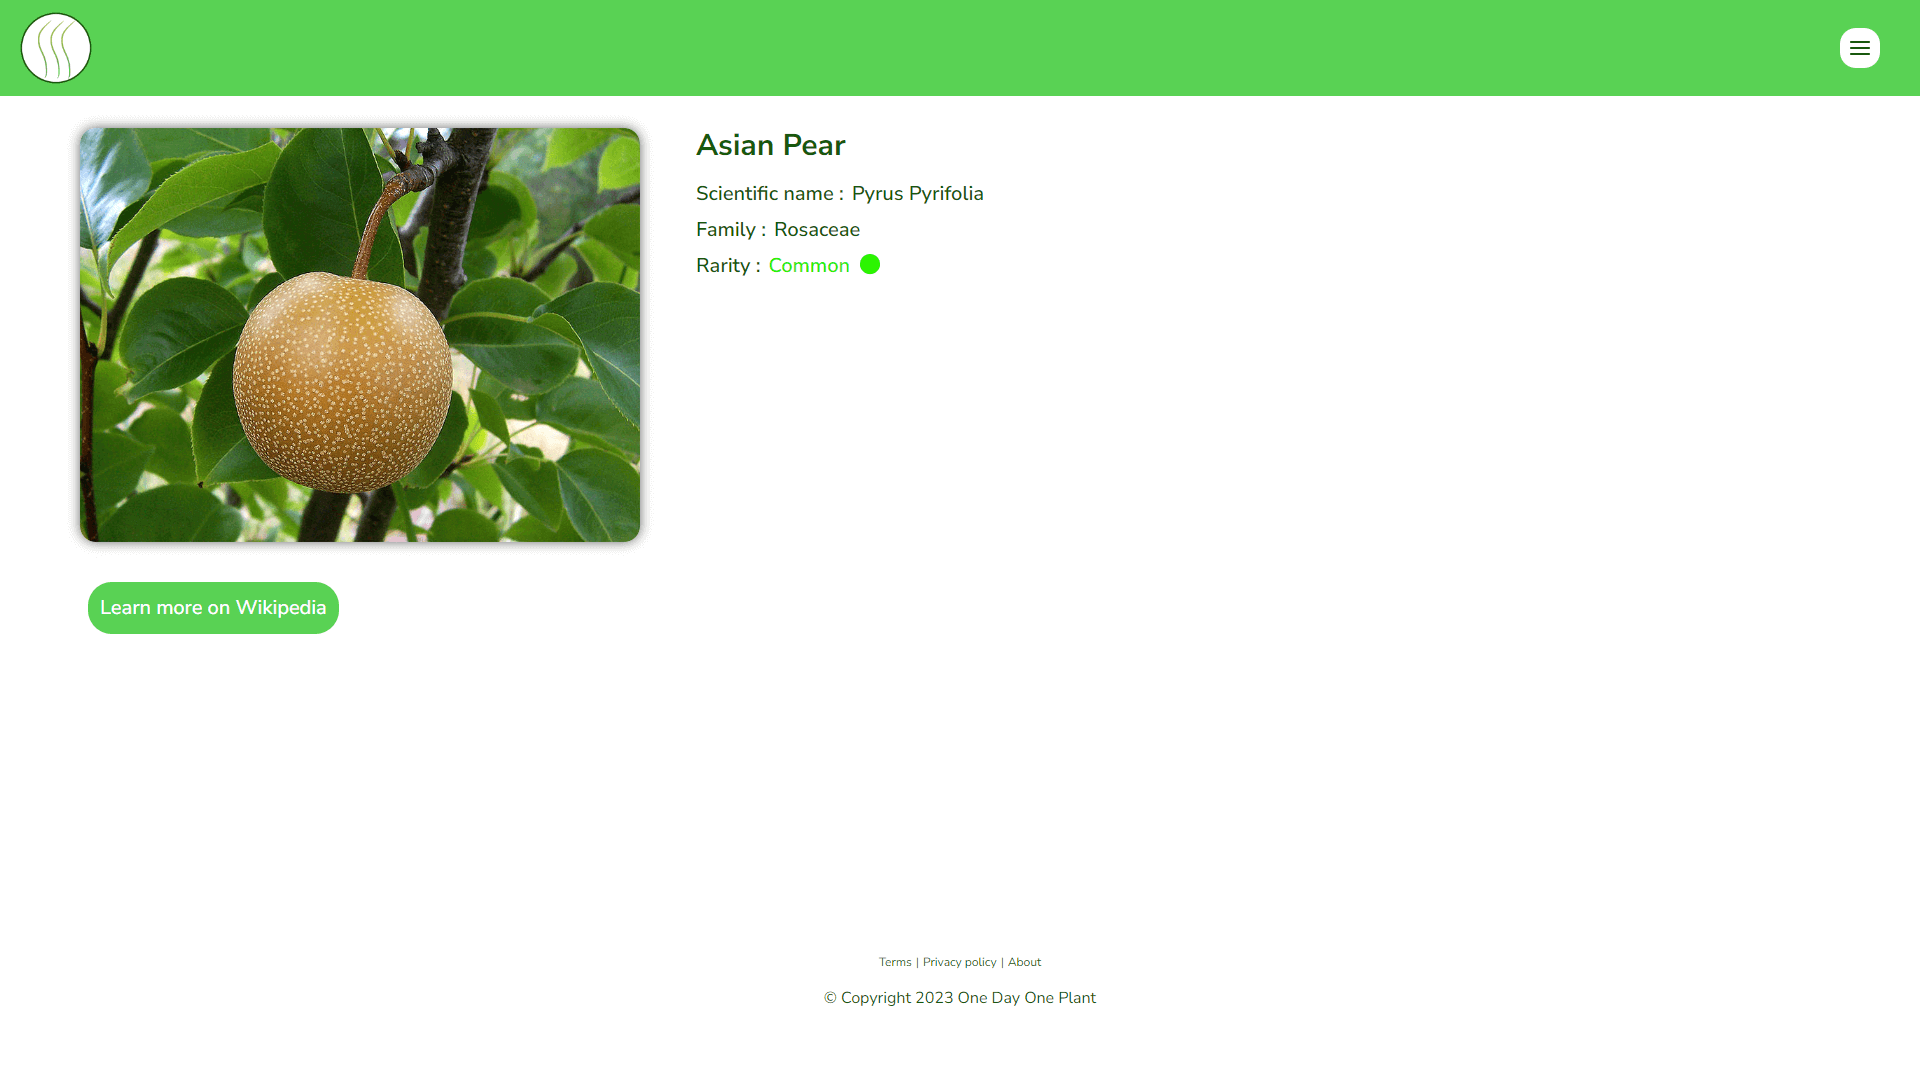 Asian Pear
Scientific name : Pyrus Pyrifolia
Family : Rosaceae
Rarity : Common
Learn more on Wikipedia
Terms | Privacy policy | About
© Copyright 2023 One Day One Plant